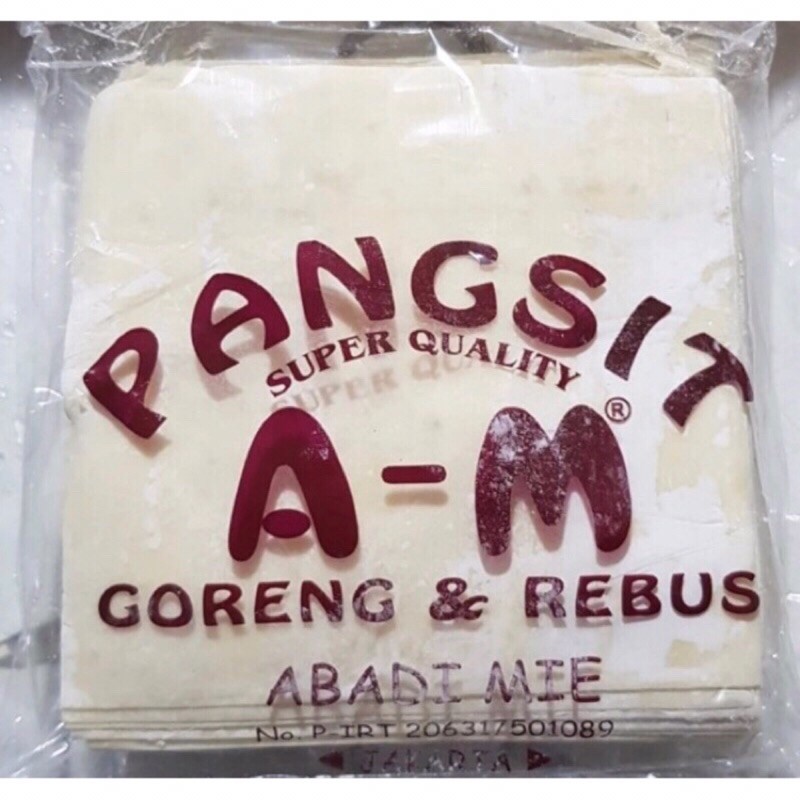 PANGSIT
SUPER QUALITY
A-M®
GORENG & REBUS
ABADI MIE
No. P-IRT 206317501089
JAKARTA